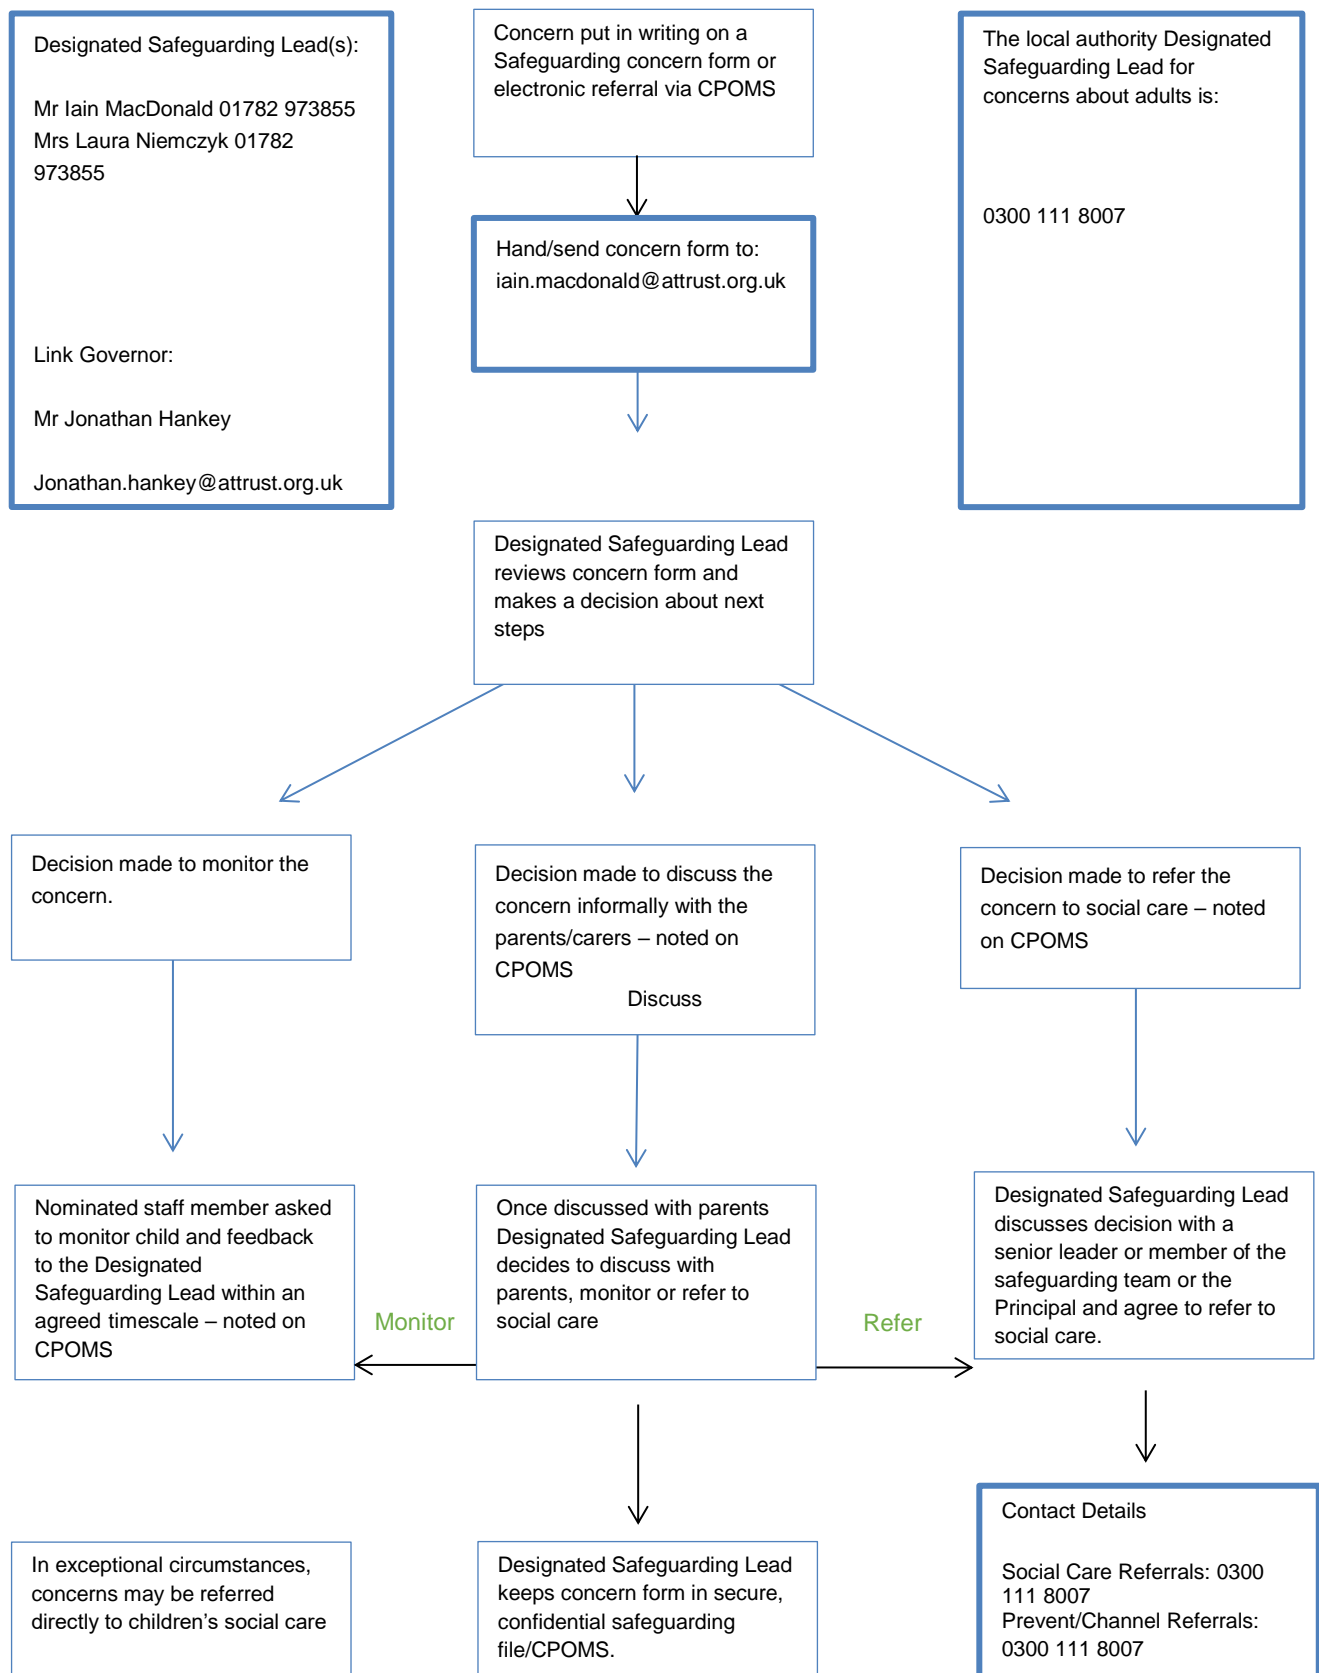 Designated Safeguarding Lead(s):
Mr Iain MacDonald 01782 973855
Mrs Laura Niemczyk 01782
973855
Link Governor:
Mr Jonathan Hankey
Jonathan.hankey@attrust.org.uk
Concern put in writing on a
Safeguarding concern form or
electronic referral via CPOMS
Hand/send concern form to:
iain.macdonald@attrust.org.uk
The local authority Designated
Safeguarding Lead for
concerns about adults is:
0300 111 8007
Designated Safeguarding Lead
reviews concern form and
makes a decision about next
steps
Decision made to monitor the
concern.
Decision made to discuss the
concern informally with the
parents/carers – noted on
CPOMS
Discuss
Decision made to refer the
concern to social care – noted
on CPOMS
Nominated staff member asked
to monitor child and feedback
to the Designated
Safeguarding Lead within an
agreed timescale – noted on
CPOMS
Monitor
Once discussed with parents
Designated Safeguarding Lead
decides to discuss with
parents, monitor or refer to
social care
Refer
Designated Safeguarding Lead
discusses decision with a
senior leader or member of the
safeguarding team or the
Principal and agree to refer to
social care.
In exceptional circumstances,
concerns may be referred
directly to children's social care
Designated Safeguarding Lead
keeps concern form in secure,
confidential safeguarding
file/CPOMS.
Contact Details
Social Care Referrals: 0300
111 8007
Prevent/Channel Referrals:
0300 111 8007